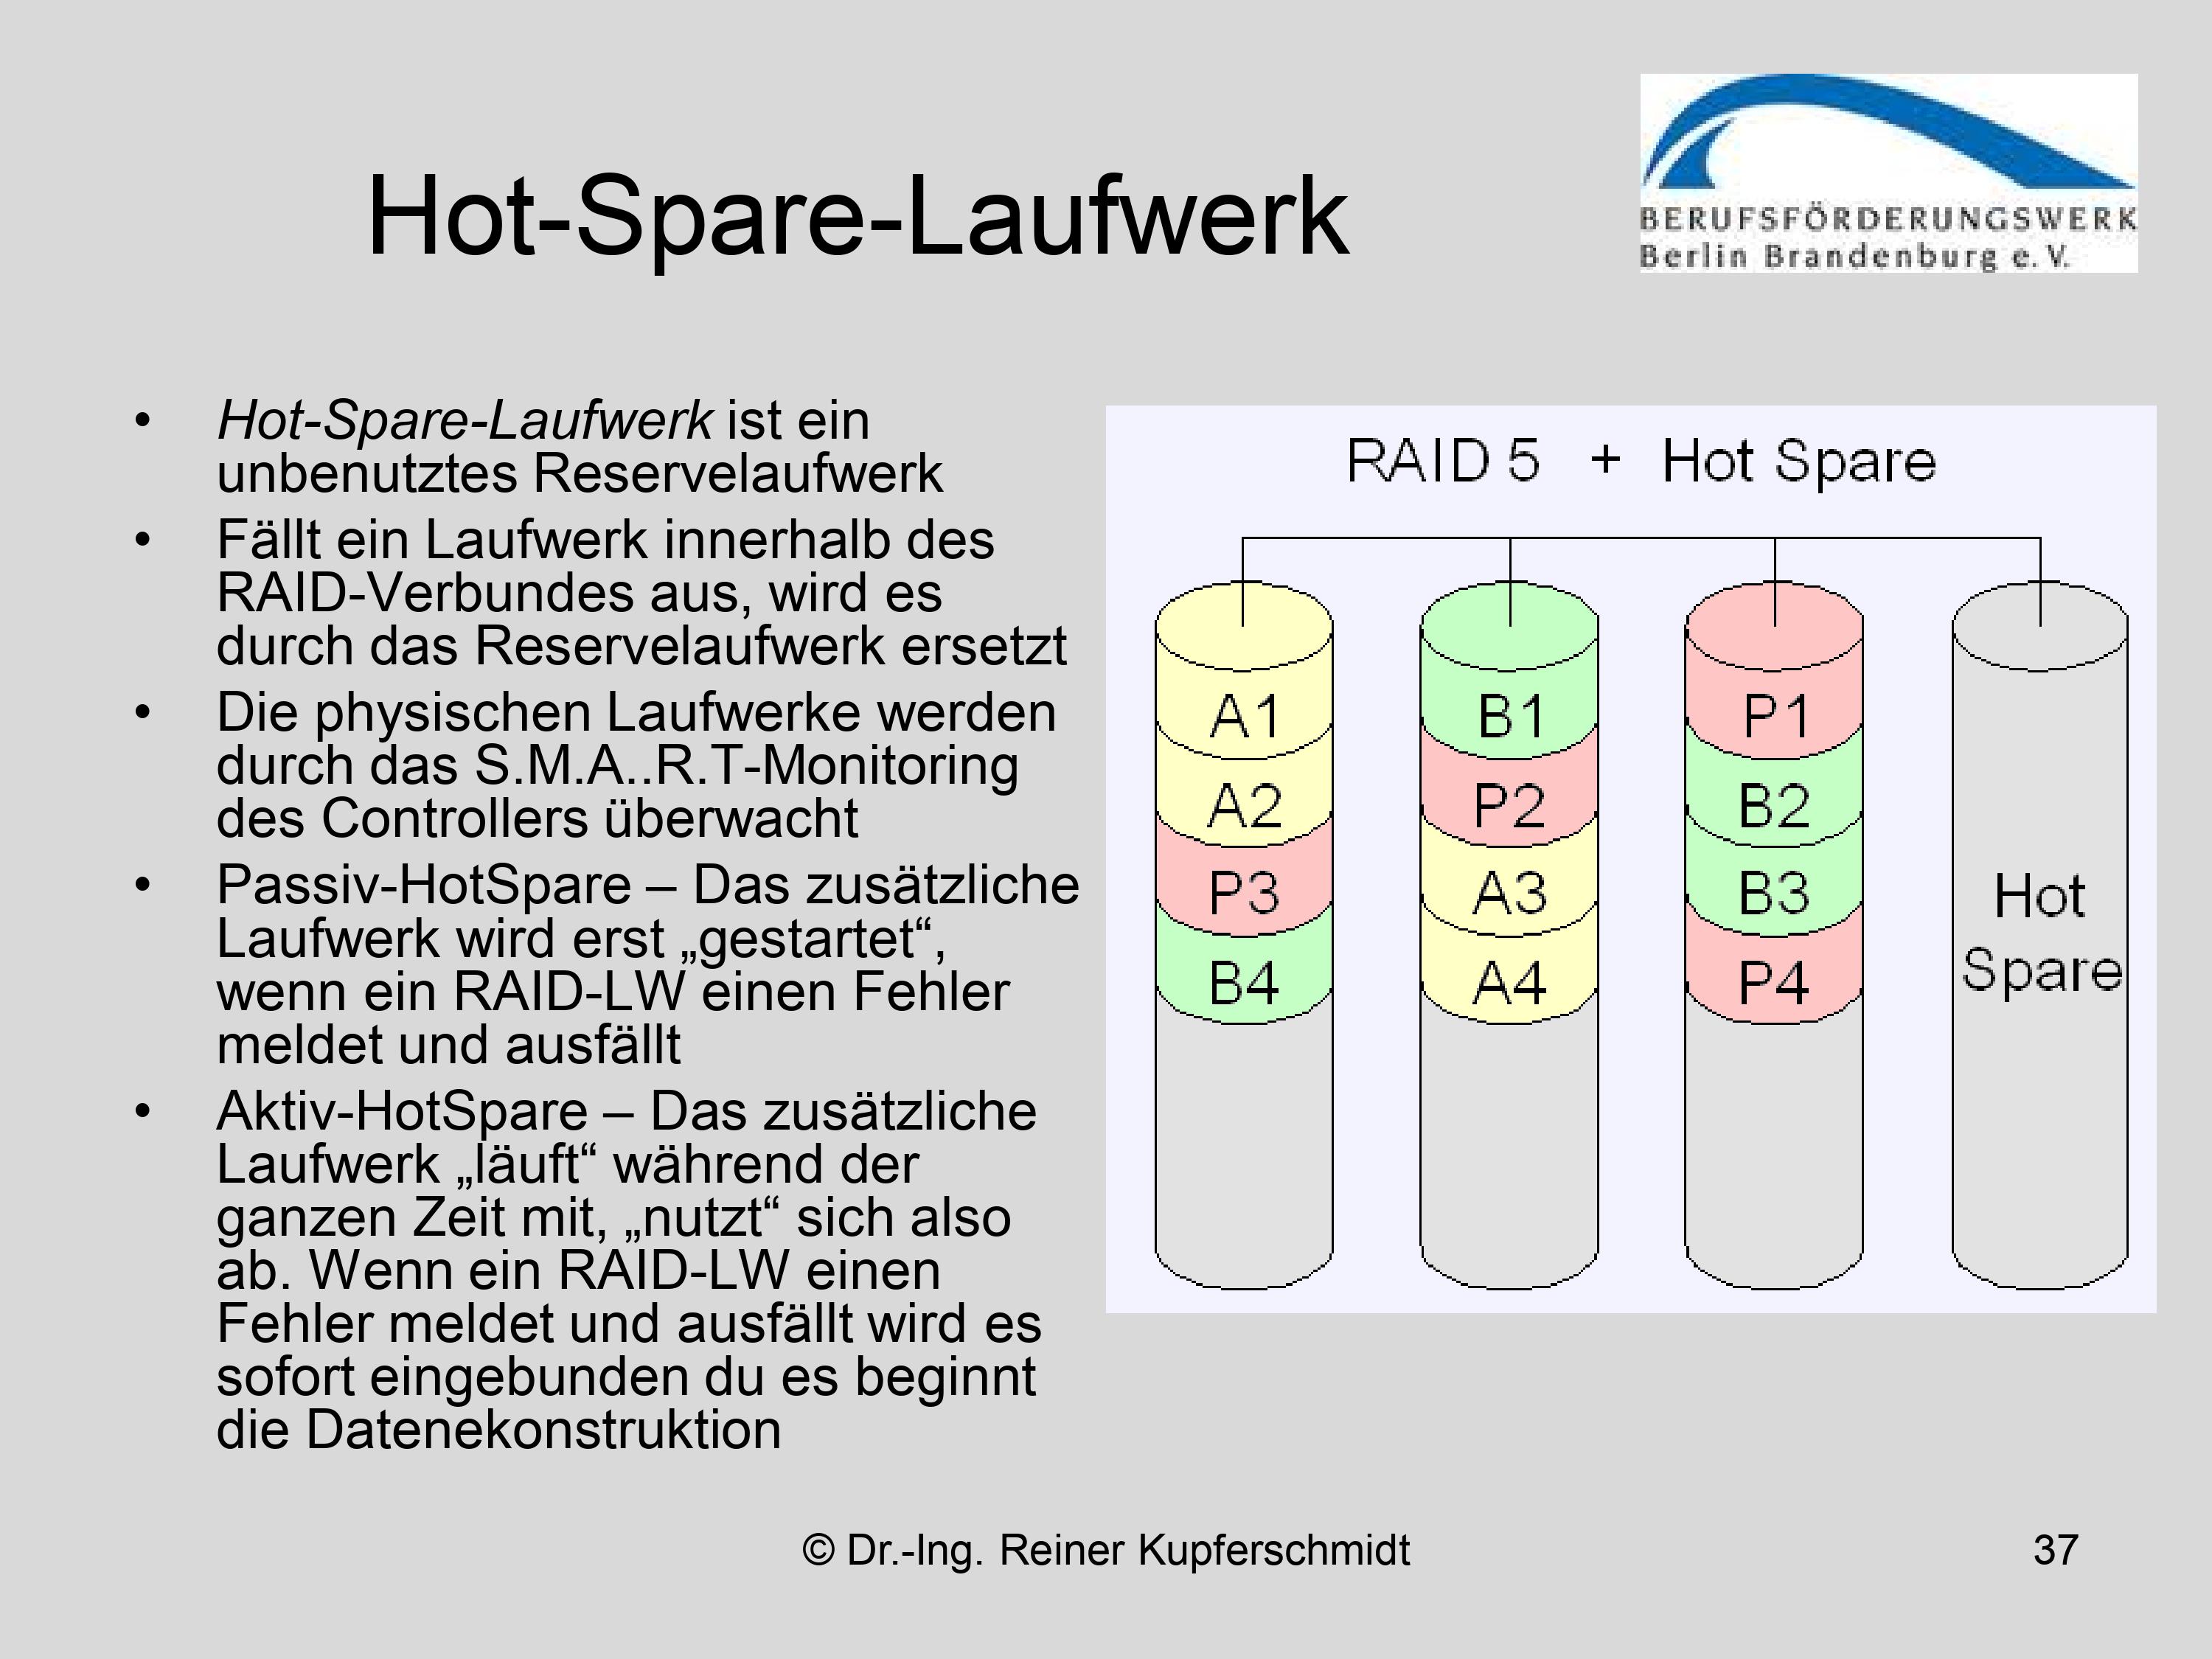 Hot-Spare-Laufwerk
BERUFSFÖRDERUNGSWERK
Berlin Brandenburg e. V.
• Hot-Spare-Laufwerk ist ein
unbenutztes Reservelaufwerk
• Fällt ein Laufwerk innerhalb des
RAID-Verbundes aus, wird es
durch das Reservelaufwerk ersetzt
• Die physischen Laufwerke werden
durch das S.M.A..R.T-Monitoring
des Controllers überwacht
• Passiv-HotSpare – Das zusätzliche
Laufwerk wird erst „gestartet“,
wenn ein RAID-LW einen Fehler
meldet und ausfällt
• Aktiv-HotSpare – Das zusätzliche
Laufwerk „läuft“ während der
ganzen Zeit mit, „nutzt“ sich also
ab. Wenn ein RAID-LW einen
Fehler meldet und ausfällt wird es
sofort eingebunden du es beginnt
die Datenekonstruktion
RAID 5 + Hot Spare
A1 B1 P1
A2 P2 B2
P3 A3 B3
B4 A4 P4
Hot
Spare
© Dr.-Ing. Reiner Kupferschmidt
37